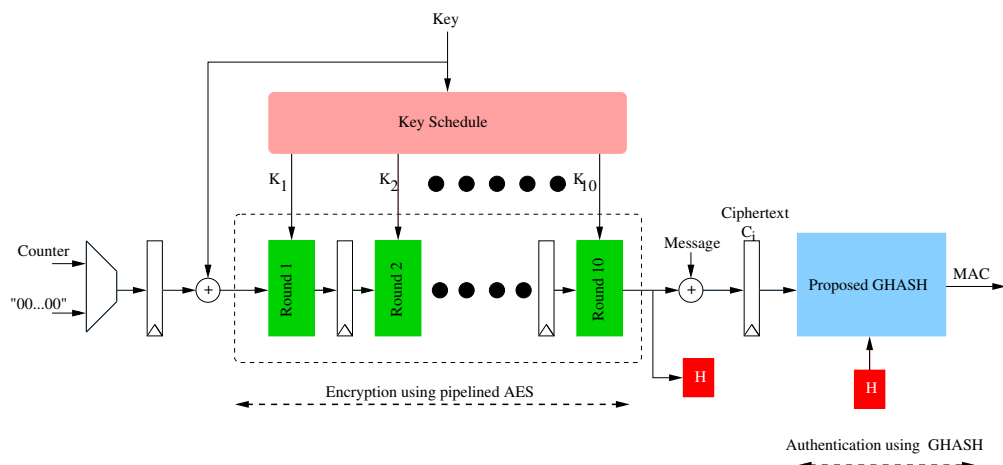 Key
Key Schedule
K1
K2
K10
Ciphertext
Ci
Counter
Message
MAC
Round 1
Round 2
Round 10
+
+
Proposed GHASH
"00...00"
H
H
Encryption using pipelined AES
Authentication using GHASH